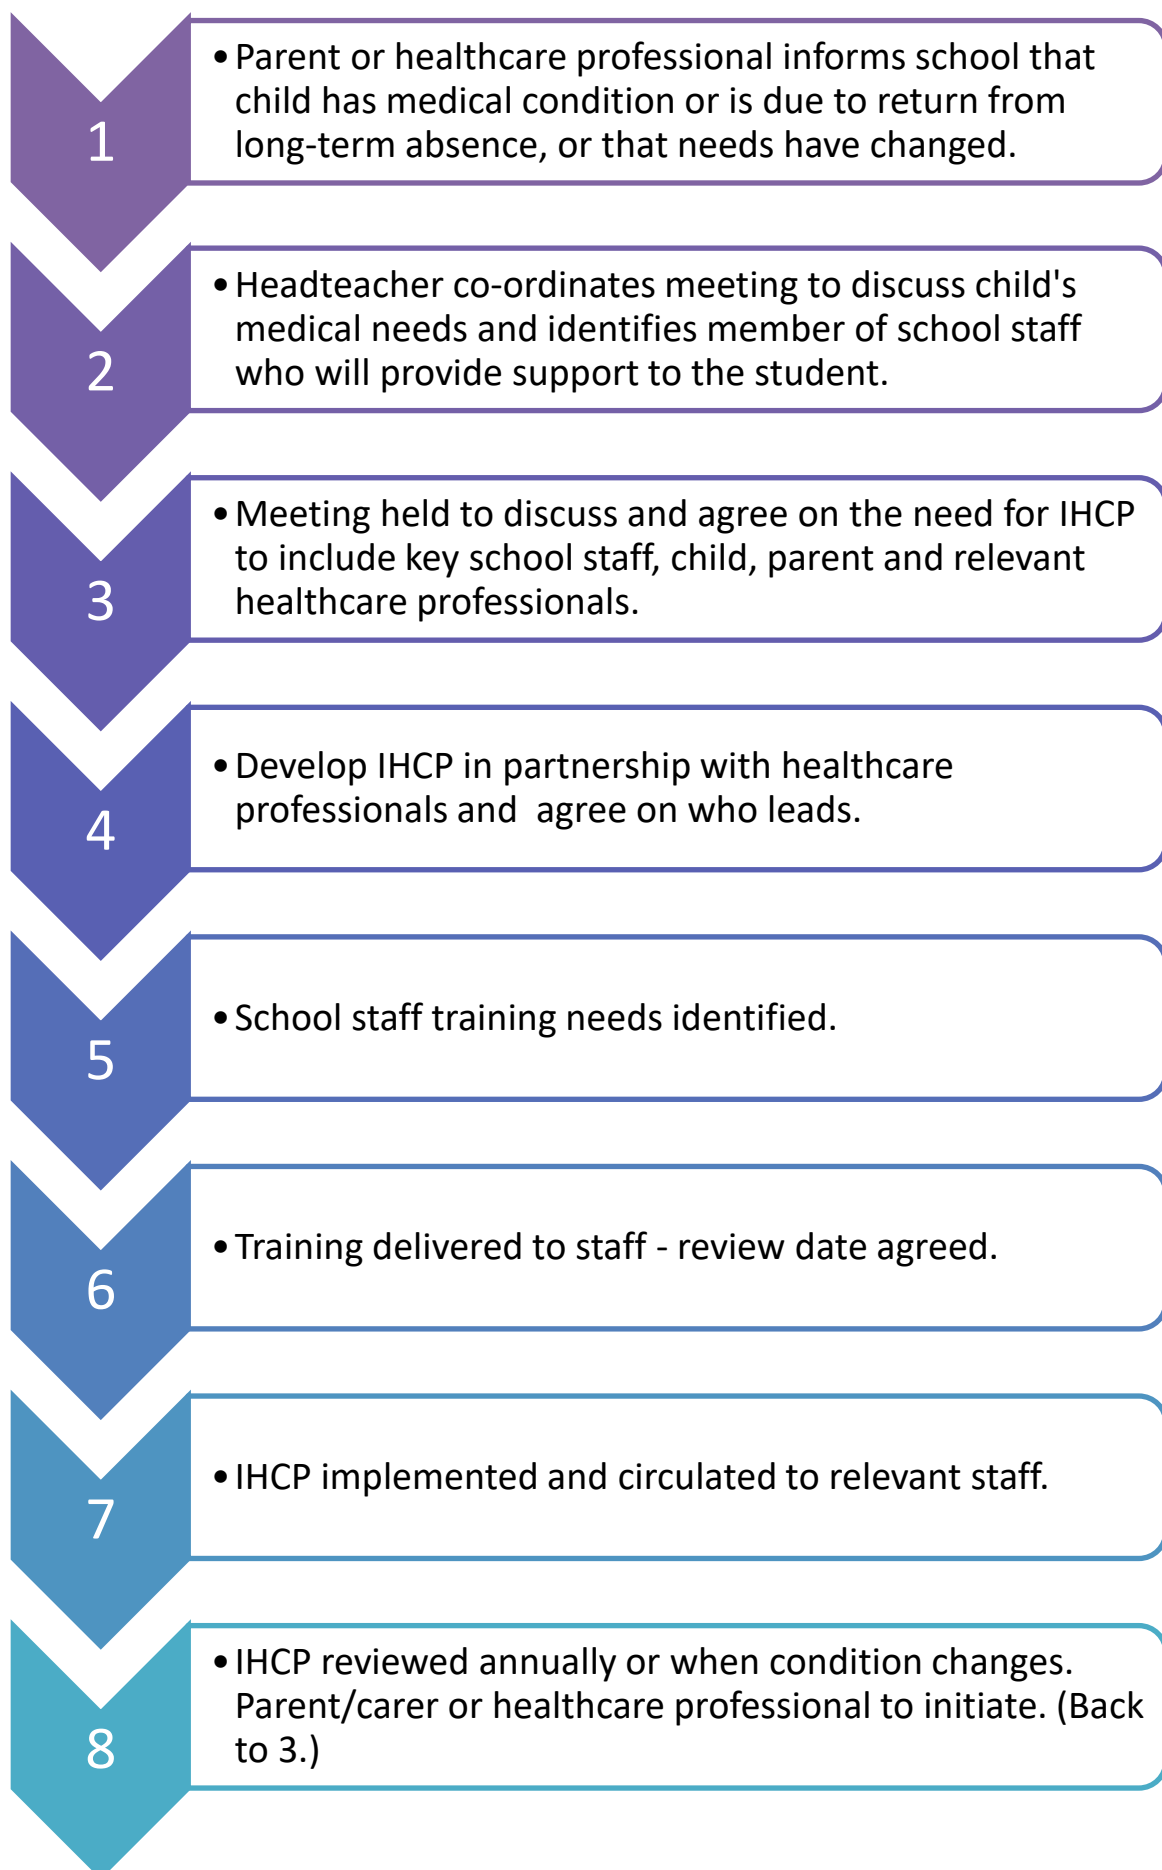 1
• Parent or healthcare professional informs school that
child has medical condition or is due to return from
long-term absence, or that needs have changed.
2
• Headteacher co-ordinates meeting to discuss child's
medical needs and identifies member of school staff
who will provide support to the student.
3
• Meeting held to discuss and agree on the need for IHCP
to include key school staff, child, parent and relevant
healthcare professionals.
4
• Develop IHCP in partnership with healthcare
professionals and  agree on who leads.
5
• School staff training needs identified.
6
• Training delivered to staff - review date agreed.
7
• IHCP implemented and circulated to relevant staff.
8
• IHCP reviewed annually or when condition changes.
Parent/carer or healthcare professional to initiate. (Back
to 3.)